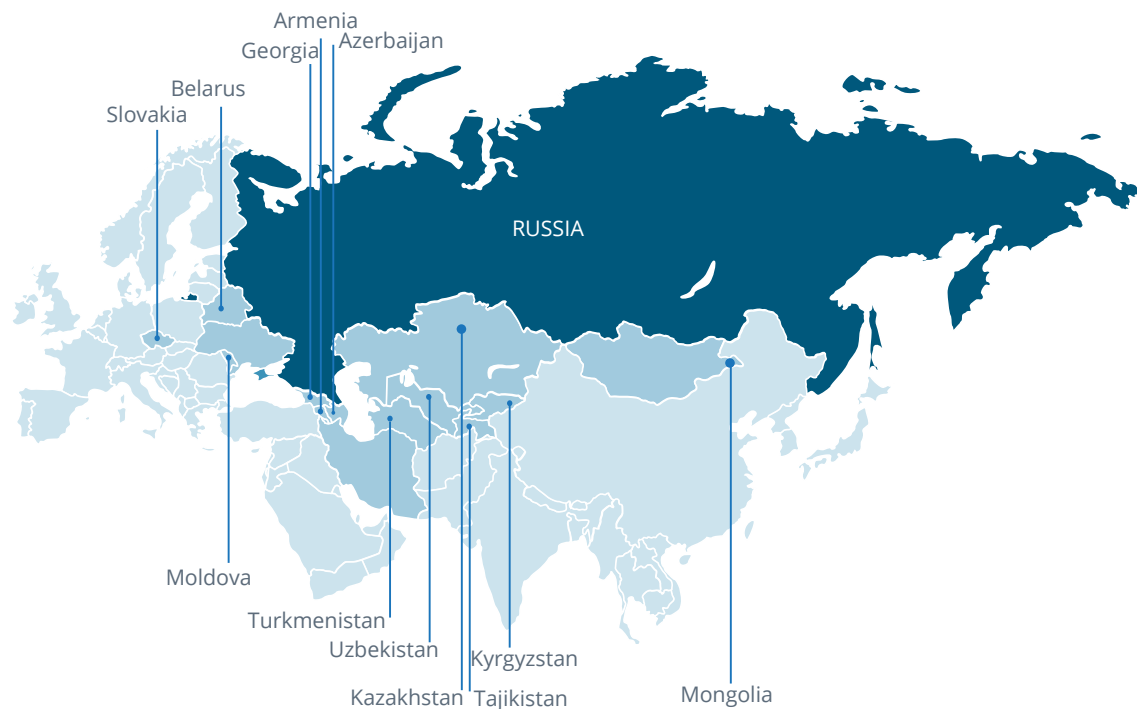 Armenia
Georgia
Azerbaijan
Belarus
Slovakia
RUSSIA
Moldova
Turkmenistan
Uzbekistan
Kyrgyzstan
Kazakhstan
Tajikistan
Mongolia